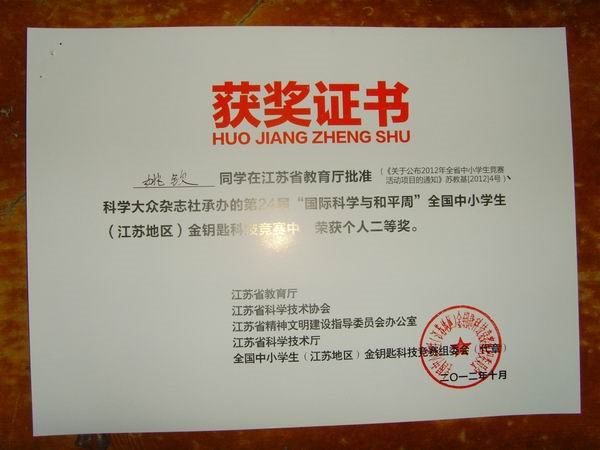 获奖证书
HUO JIANG ZHENG SHU
姚钦 同学在江苏省教育厅批准（《关于公布2012年全省中小学生竞赛
活动项目的通知》苏教基[2012]4号）、
科学大众杂志社承办的第24届“国际科学与和平周”全国中小学生
（江苏地区）金钥匙科技竞赛中 荣获个人二等奖。
江苏省教育厅
江苏省科学技术协会
江苏省精神文明建设指导委员会办公室
江苏省科学技术厅
全国中小学生（江苏地区）金钥匙科技竞赛组委会（代章）
二〇一二年十月